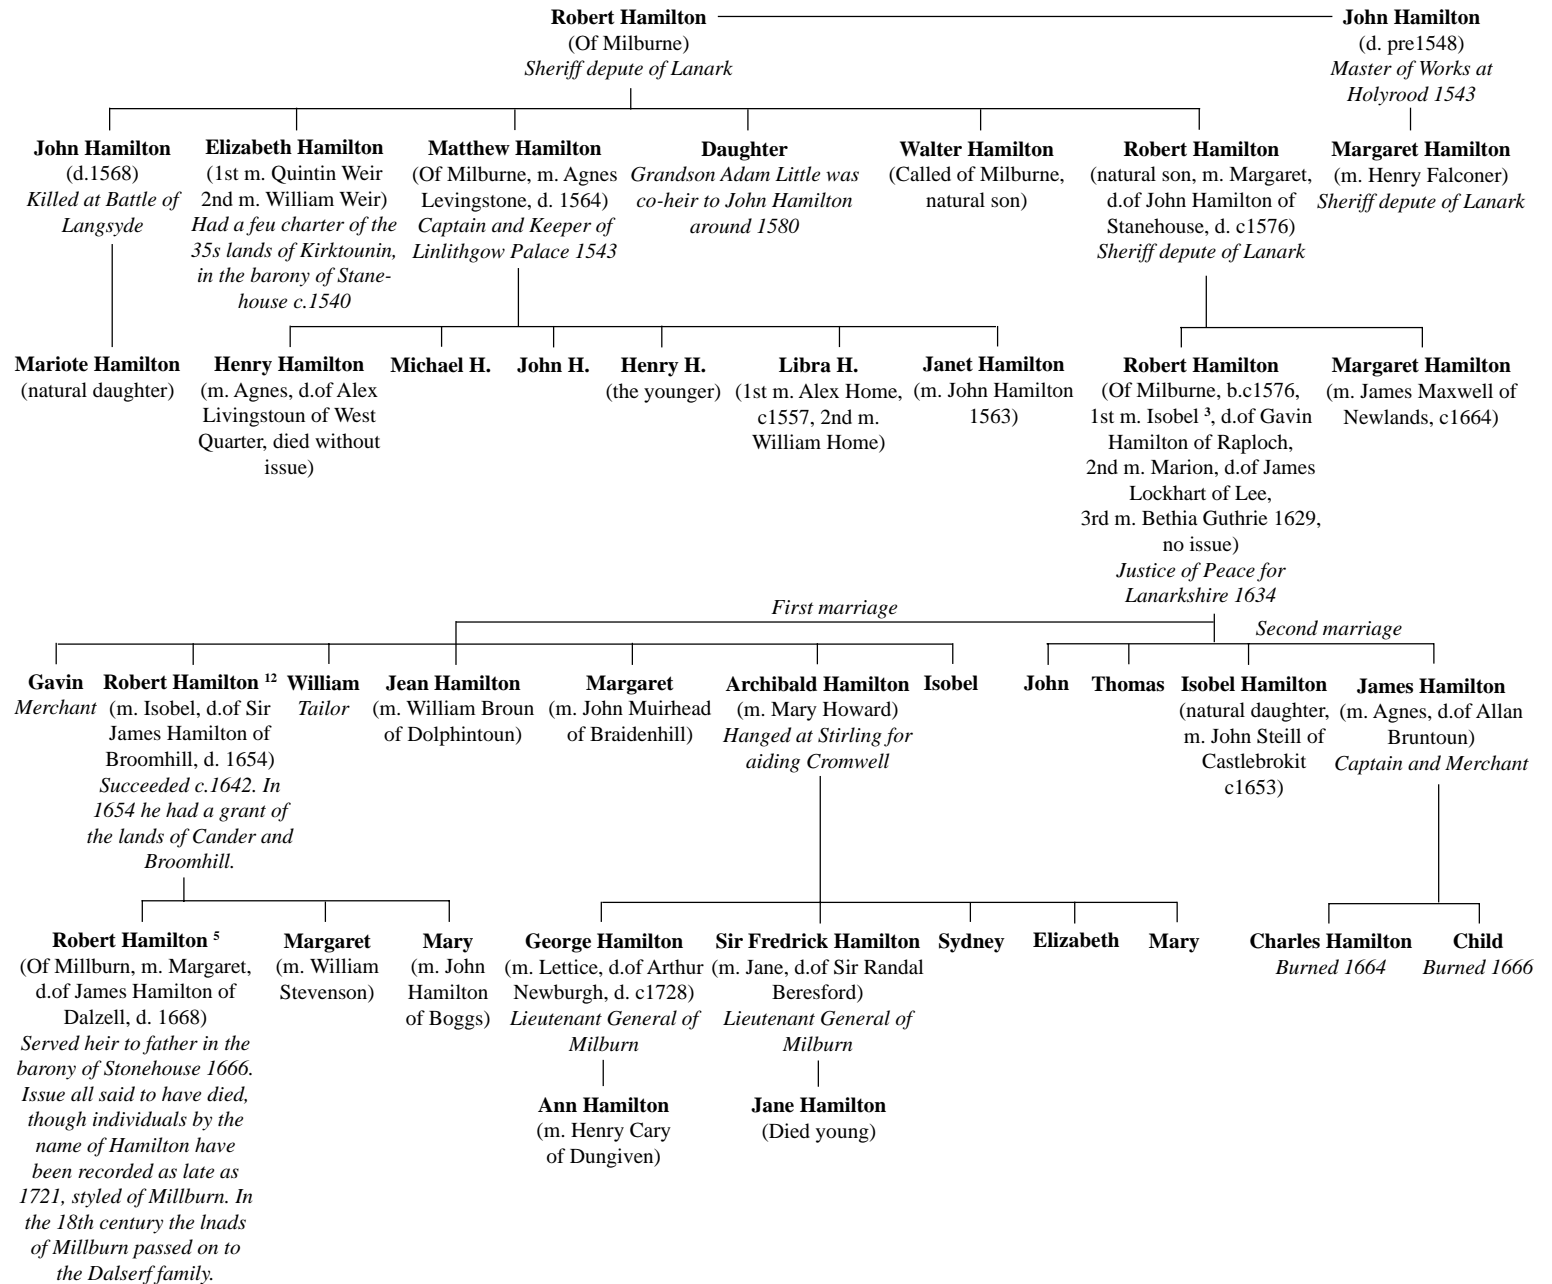 Robert Hamilton
(Of Milburne)
Sheriff depute of Lanark
John Hamilton
(d. pre1548)
Master of Works at
Holyrood 1543
John Hamilton
(d.1568)
Killed at Battle of
Langsyde
Elizabeth Hamilton
(1st m. Quintin Weir
2nd m. William Weir)
Had a feu charter of the
35s lands of Kirktounin,
in the barony of Stane-
house c.1540
Matthew Hamilton
(Of Milburne, m. Agnes
Levingstone, d. 1564)
Captain and Keeper of
Linlithgow Palace 1543
Daughter
Grandson Adam Little was
co-heir to John Hamilton
around 1580
Walter Hamilton
(Called of Milburne,
natural son)
Robert Hamilton
(natural son, m. Margaret,
d.of John Hamilton of
Stanehouse, d. c1576)
Sheriff depute of Lanark
Margaret Hamilton
(m. Henry Falconer)
Sheriff depute of Lanark
Mariote Hamilton
(natural daughter)
Henry Hamilton
(m. Agnes, d.of Alex
Livingstoun of West
Quarter, died without
issue)
Michael H.
John H.
Henry H.
(the younger)
Libra H.
(1st m. Alex Home,
c1557, 2nd m.
William Home)
Janet Hamilton
(m. John Hamilton
1563)
Robert Hamilton
(Of Milburne, b.c1576,
1st m. Isobel ³, d.of Gavin
Hamilton of Raploch,
2nd m. Marion, d.of James
Lockhart of Lee,
3rd m. Bethia Guthrie 1629,
no issue)
Justice of Peace for
Lanarkshire 1634
Margaret Hamilton
(m. James Maxwell of
Newlands, c1664)
First marriage
Second marriage
Gavin
Merchant
Robert Hamilton ¹²
(m. Isobel, d.of Sir
James Hamilton of
Broomhill, d. 1654)
Succeeded c.1642. In
1654 he had a grant of
the lands of Cander and
Broomhill.
William
Tailor
Jean Hamilton
(m. William Broun
of Dolphintoun)
Margaret
(m. John Muirhead
of Braidenhill)
Archibald Hamilton
(m. Mary Howard)
Hanged at Stirling for
aiding Cromwell
Isobel
John
Thomas
Isobel Hamilton
(natural daughter,
m. John Steill of
Castlebrokit
c1653)
James Hamilton
(m. Agnes, d.of Allan
Bruntoun)
Captain and Merchant
Robert Hamilton ⁵
(Of Millburn, m. Margaret,
d.of James Hamilton of
Dalzell, d. 1668)
Served heir to father in the
barony of Stonehouse 1666.
Issue all said to have died,
though individuals by the
name of Hamilton have
been recorded as late as
1721, styled of Millburn. In
the 18th century the lnads
of Millburn passed on to
the Dalserf family.
Margaret
(m. William
Stevenson)
Mary
(m. John
Hamilton
of Boggs)
George Hamilton
(m. Lettice, d.of Arthur
Newburgh, d. c1728)
Lieutenant General of
Milburn
Sir Fredrick Hamilton
(m. Jane, d.of Sir Randal
Beresford)
Lieutenant General of
Milburn
Sydney
Elizabeth
Mary
Charles Hamilton
Burned 1664
Child
Burned 1666
Ann Hamilton
(m. Henry Cary
of Dungiven)
Jane Hamilton
(Died young)